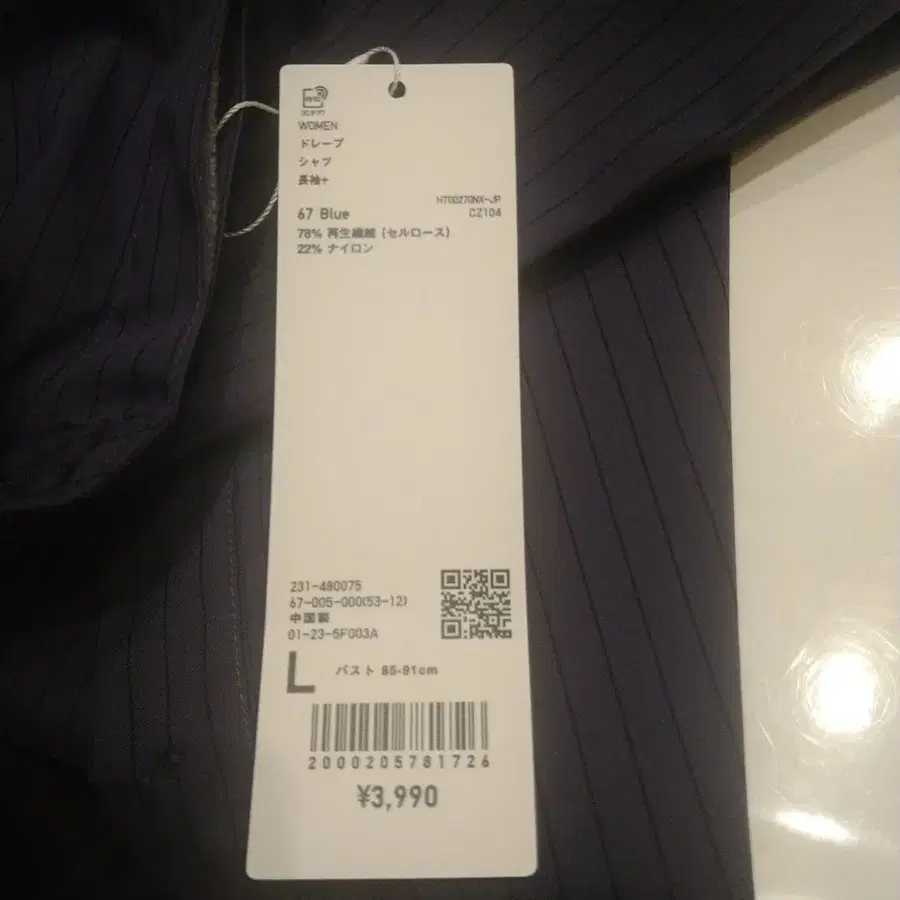 WOMEN
ドレープ
シャツ
長袖+
H700270NX-JP
67 Blue
CZ104
78% 再生繊維 (セルロース)
22% ナイロン
231-480075
67-005-000(53-12)
中国製
01-23-5F003A
L
バスト 85-91cm
2000205781726
¥3,990